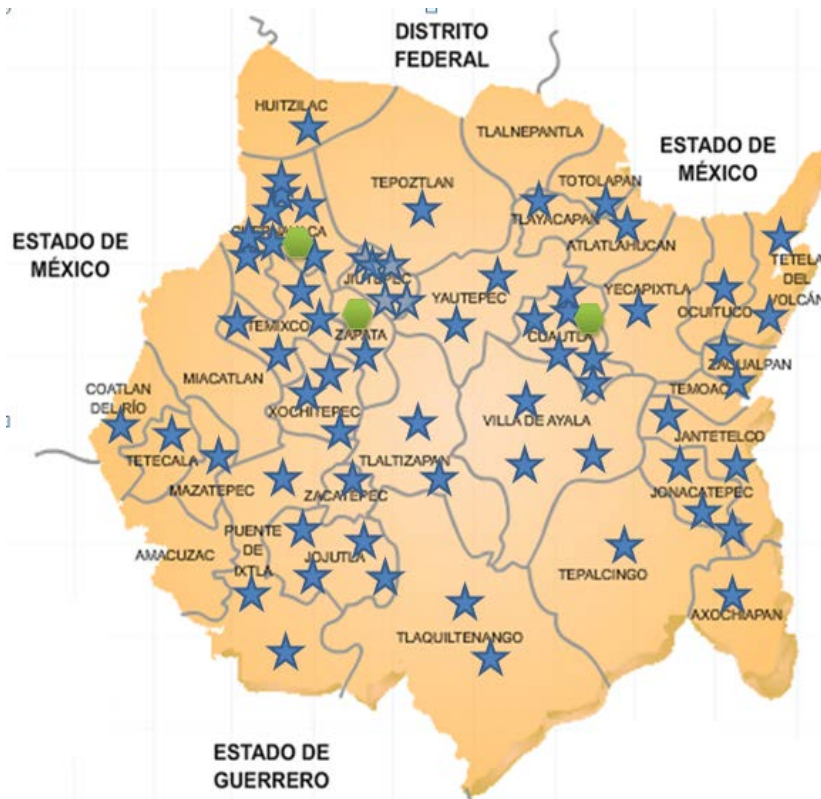 DISTRITO
FEDERAL
HUITZILAC
TLALNEPANTLA
ESTADO DE
MÉXICO
TEPOZTLAN
TOTOLAPAN
TLAYACAPAN
ATLATLAHUCAN
ESTADO DE
MÉXICO
TETELA
DEL
VOLCÁN
JIUTEPEC
YAUTEPEC
YECAPIXTLA
OCUITUCO
TEMIXCO
ZAPATA
CUAUTLA
ZACUALPAN
MIACATLAN
TEMOAC
COATLAN
DEL RÍO
XOCHITEPEC
VILLA DE AYALA
JANTETELCO
TETECALA
TLALTIZAPAN
MAZATEPEC
ZACATEPEC
JONACATEPEC
PUENTE
DE
IXTLA
AMACUZAC
JOJUTLA
TEPALCINGO
AXOCHIAPAN
TLAQUILTENANGO
ESTADO DE
GUERRERO